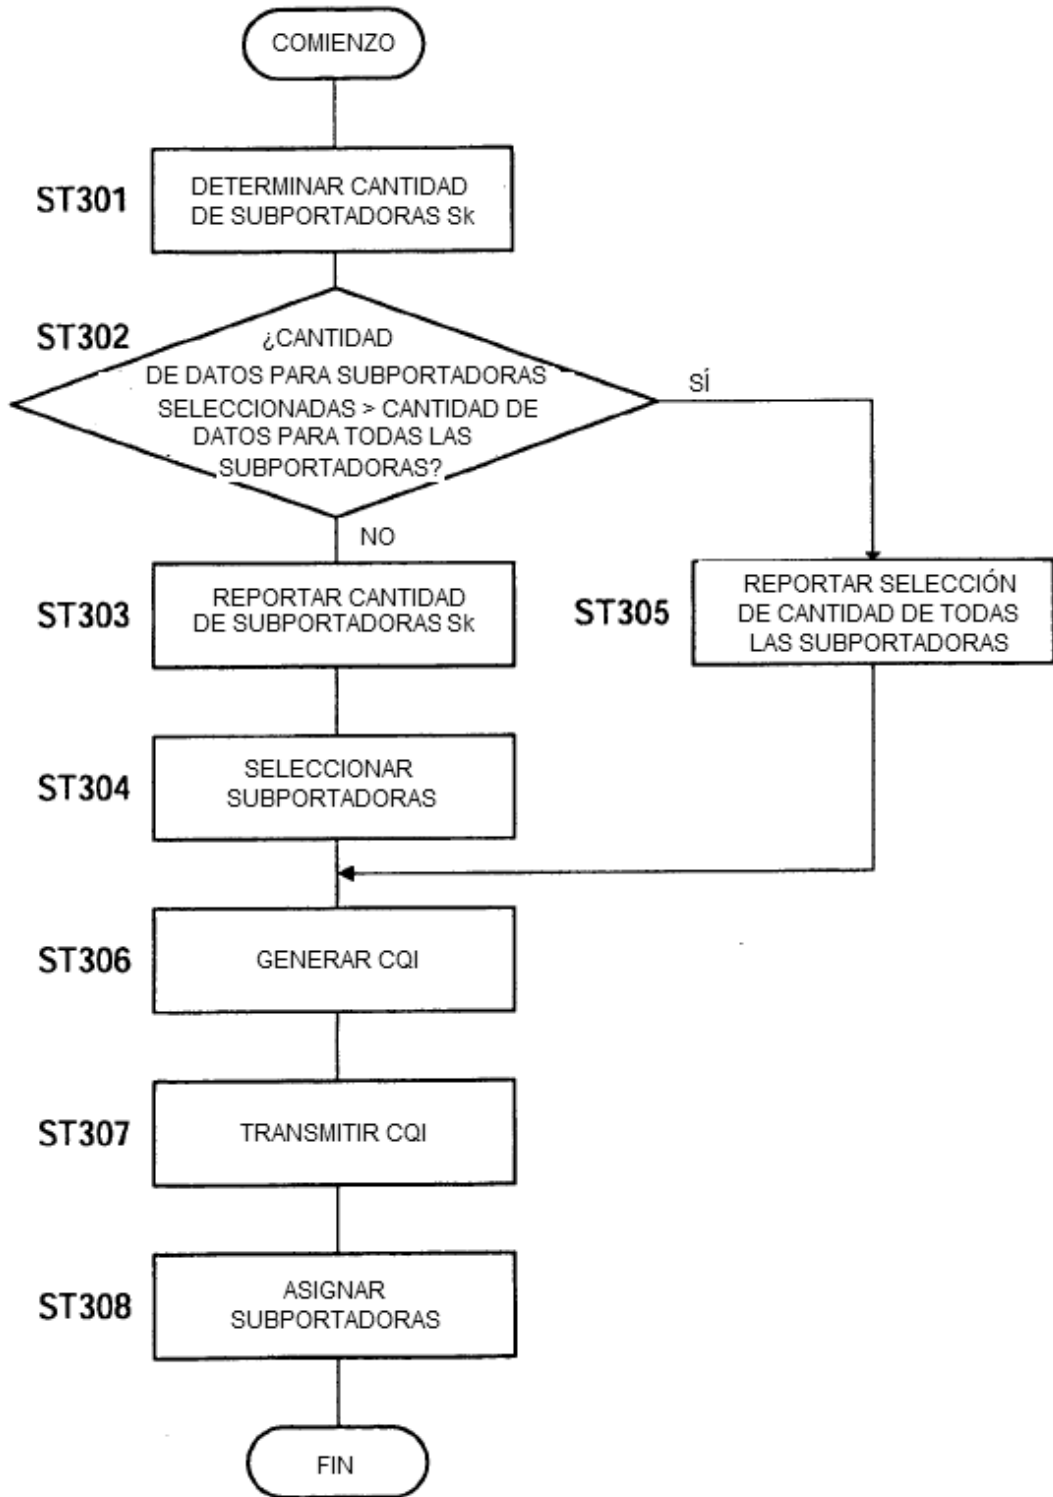 COMIENZO
ST301
DETERMINAR CANTIDAD
DE SUBPORTADORAS Sk
ST302
¿CANTIDAD
DE DATOS PARA SUBPORTADORAS
SELECCIONADAS > CANTIDAD DE
DATOS PARA TODAS LAS
SUBPORTADORAS?
SÍ
NO
ST303
REPORTAR CANTIDAD
DE SUBPORTADORAS Sk
ST305
REPORTAR SELECCIÓN
DE CANTIDAD DE TODAS
LAS SUBPORTADORAS
ST304
SELECCIONAR
SUBPORTADORAS
ST306
GENERAR CQI
ST307
TRANSMITIR CQI
ST308
ASIGNAR
SUBPORTADORAS
FIN